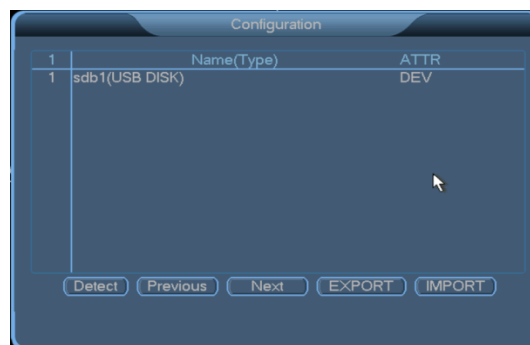 Configuration
1 Name(Type) ATTR
1 sdb1(USB DISK) DEV
Detect Previous Next EXPORT IMPORT